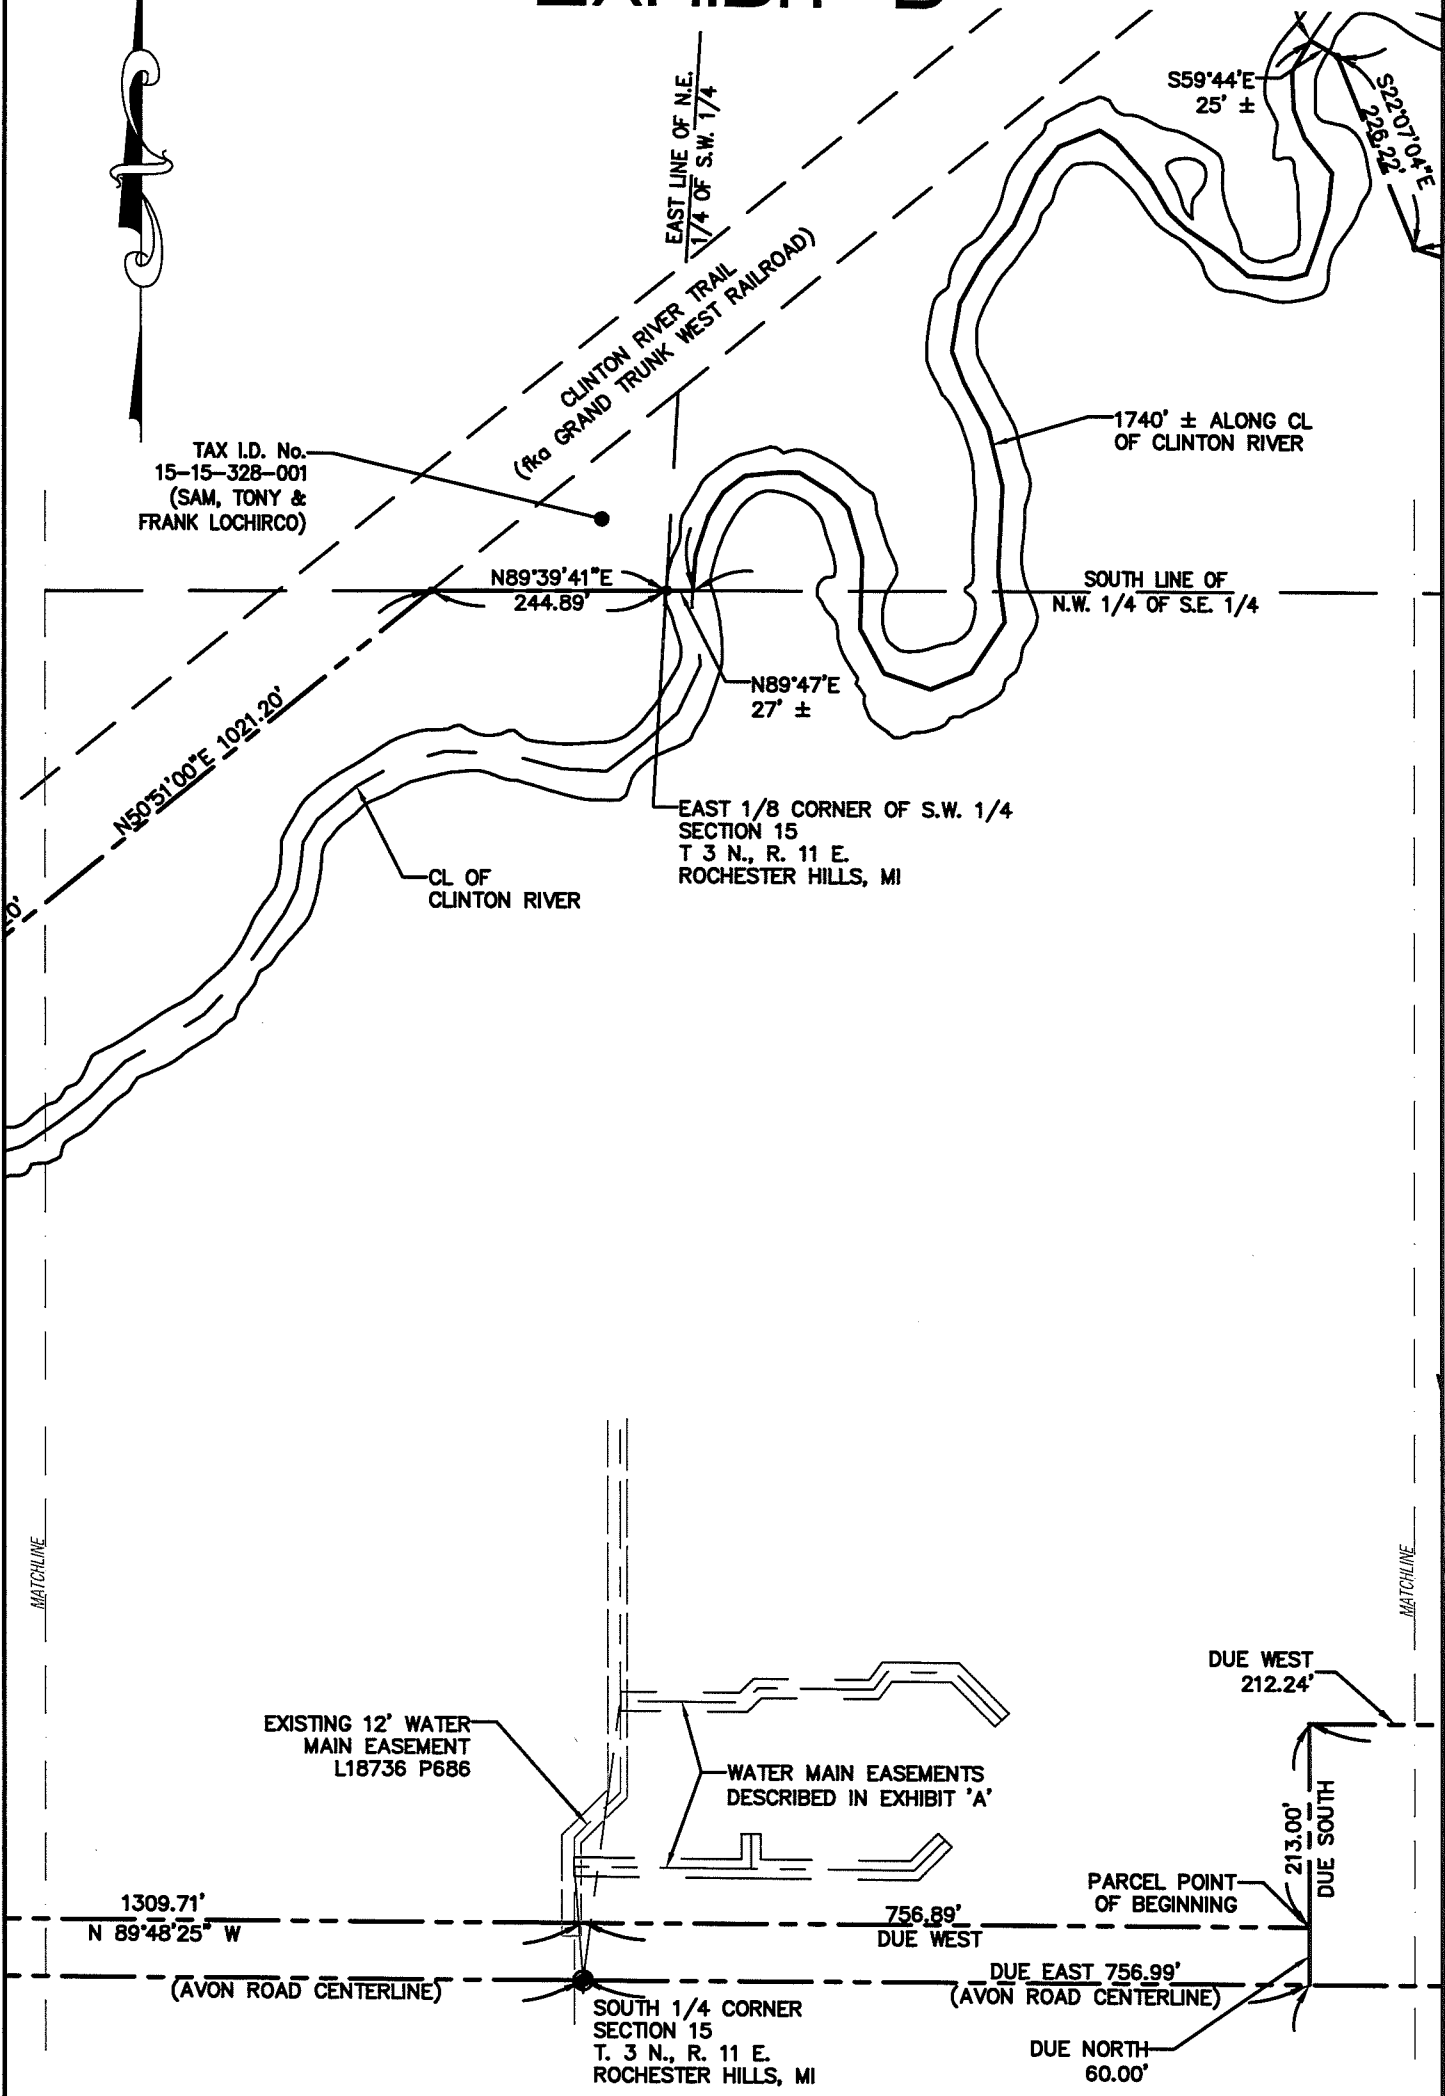 EXHIBIT "B"
EAST LINE OF N.E.
1/4 OF S.W. 1/4
S59°44'E
25' ±
S22°07'04"E
226.22'
CLINTON RIVER TRAIL
(fka GRAND TRUNK WEST RAILROAD)
1740' ± ALONG CL
OF CLINTON RIVER
TAX I.D. No.
15-15-328-001
(SAM, TONY &
FRANK LOCHIRCO)
N89°39'41"E
244.89'
SOUTH LINE OF
N.W. 1/4 OF S.E. 1/4
N89°47'E
27' ±
N50°51'00"E 1021.20'
EAST 1/8 CORNER OF S.W. 1/4
SECTION 15
T 3 N., R. 11 E.
ROCHESTER HILLS, MI
CL OF
CLINTON RIVER
MATCHLINE
MATCHLINE
DUE WEST
212.24'
EXISTING 12' WATER
MAIN EASEMENT
L18736 P686
WATER MAIN EASEMENTS
DESCRIBED IN EXHIBIT 'A'
213.00'
DUE SOUTH
PARCEL POINT
OF BEGINNING
1309.71'
N 89°48'25" W
756.89'
DUE WEST
(AVON ROAD CENTERLINE)
DUE EAST 756.99'
(AVON ROAD CENTERLINE)
SOUTH 1/4 CORNER
SECTION 15
T. 3 N., R. 11 E.
ROCHESTER HILLS, MI
DUE NORTH
60.00'